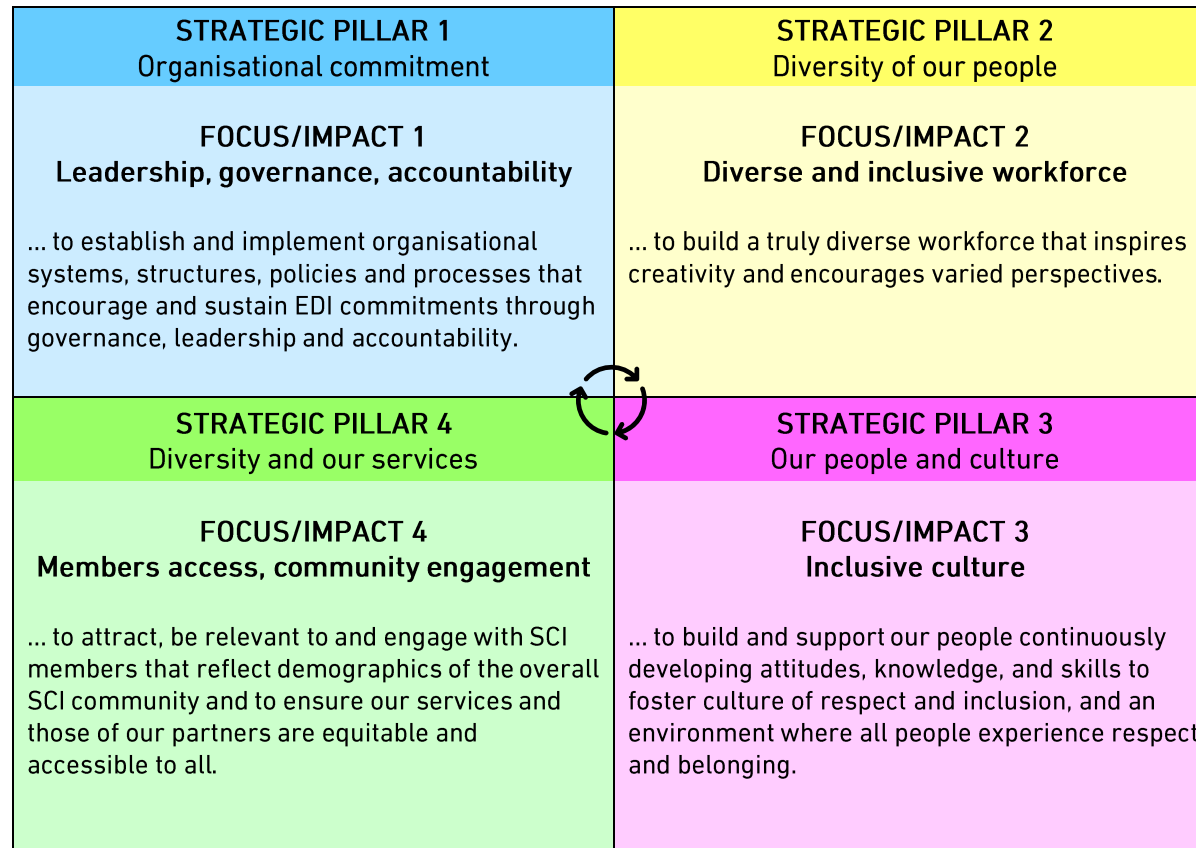 STRATEGIC PILLAR 1
Organisational commitment
FOCUS/IMPACT 1
Leadership, governance, accountability
... to establish and implement organisational
systems, structures, policies and processes that
encourage and sustain EDI commitments through
governance, leadership and accountability.
STRATEGIC PILLAR 2
Diversity of our people
FOCUS/IMPACT 2
Diverse and inclusive workforce
... to build a truly diverse workforce that inspires
creativity and encourages varied perspectives.
STRATEGIC PILLAR 4
Diversity and our services
FOCUS/IMPACT 4
Members access, community engagement
... to attract, be relevant to and engage with SCI
members that reflect demographics of the overall
SCI community and to ensure our services and
those of our partners are equitable and
accessible to all.
STRATEGIC PILLAR 3
Our people and culture
FOCUS/IMPACT 3
Inclusive culture
... to build and support our people continuously
developing attitudes, knowledge, and skills to
foster culture of respect and inclusion, and an
environment where all people experience respect
and belonging.